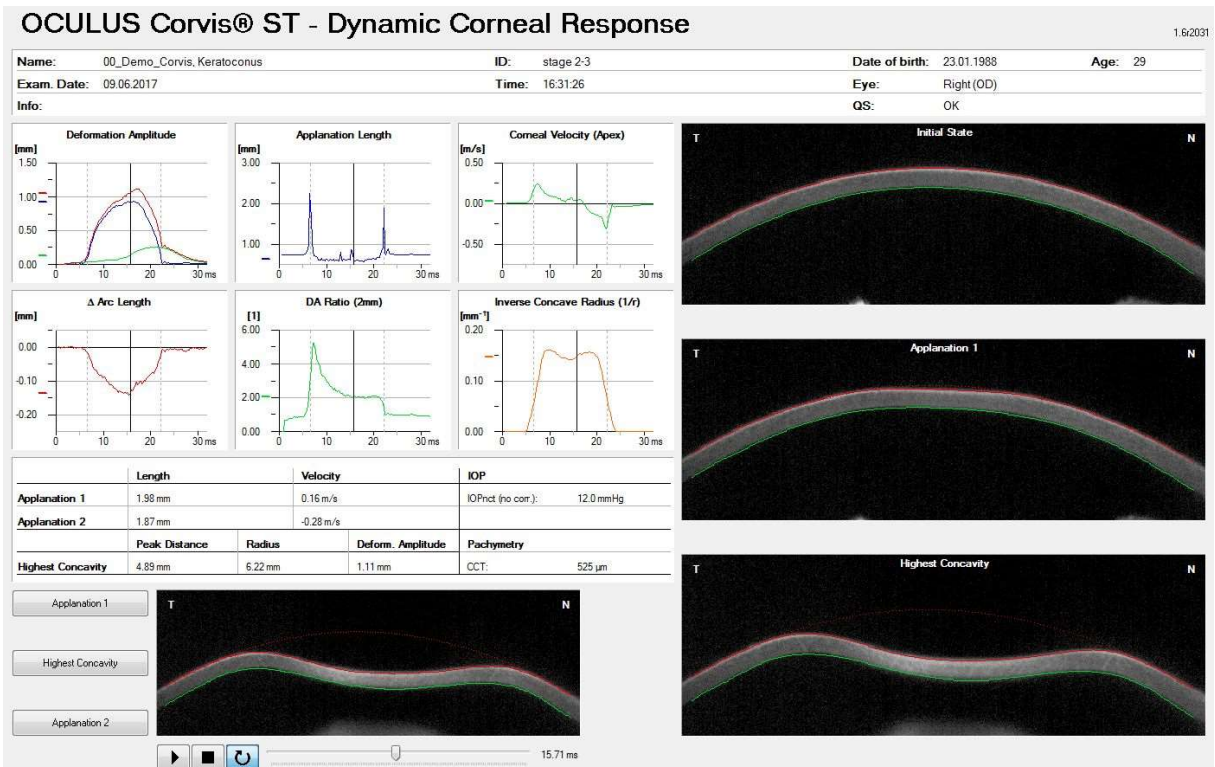 OCULUS Corvis® ST - Dynamic Corneal Response
1.6r2031
Name: 00_Demo_Corvis, Keratoconus ID: stage 2-3 Date of birth: 23.01.1988 Age: 29
Exam. Date: 09.06.2017 Time: 16:31:26 Eye: Right (OD)
Info: QS: OK
Deformation Amplitude
[mm]
1.50
1.00
0.50
0.00
0 10 20 30 ms
Applanation Length
[mm]
3.00
2.00
1.00
0 10 20 30 ms
Corneal Velocity (Apex)
[m/s]
0.50
0.00
-0.50
0 10 20 30 ms
Δ Arc Length
[mm]
0.00
-0.10
-0.20
0 10 20 30 ms
DA Ratio (2mm)
[1]
6.00
4.00
2.00
0.00
0 10 20 30 ms
Inverse Concave Radius (1/r)
[mm⁻¹]
0.20
0.10
0.00
0 10 20 30 ms
Length Velocity IOP
Applanation 1 1.98 mm 0.16 m/s IOPnct (no corr.): 12.0 mmHg
Applanation 2 1.87 mm -0.28 m/s
Peak Distance Radius Deform. Amplitude Pachymetry
Highest Concavity 4.89 mm 6.22 mm 1.11 mm CCT: 525 µm
Applanation 1
Highest Concavity
Applanation 2
T N
15.71 ms
T Initial State N
T Applanation 1 N
T Highest Concavity N